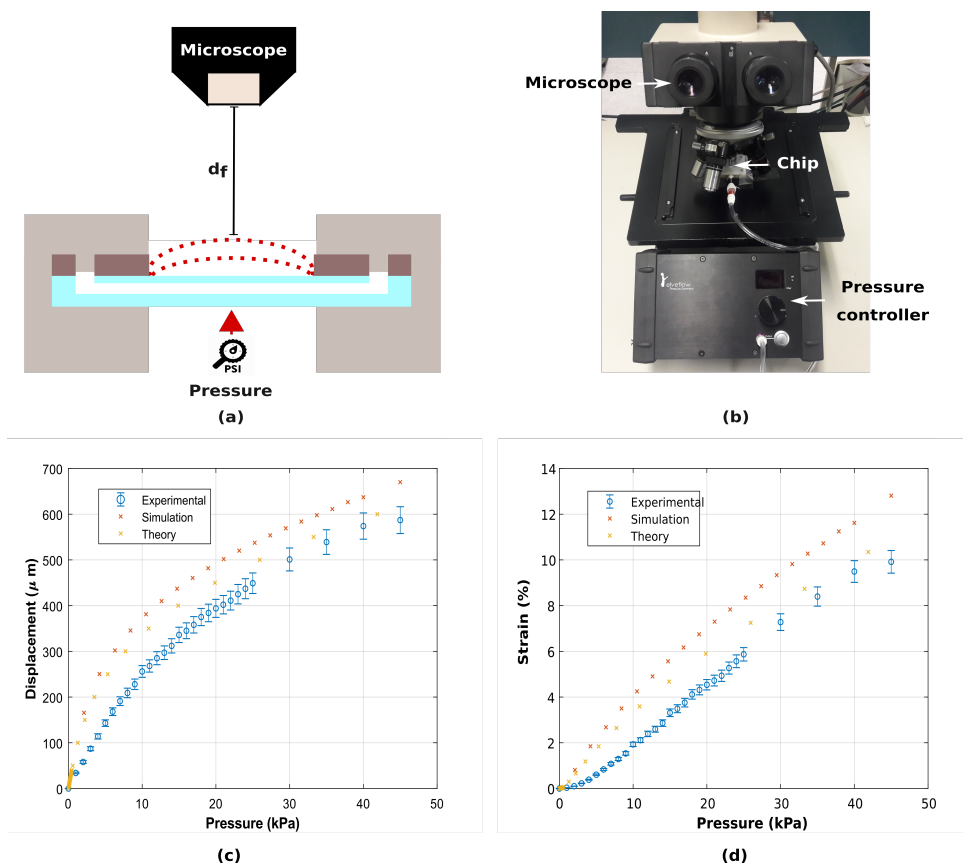 Microscope
df
PSI
Pressure
(a)
Microscope
Chip
elveflow
Pressure
controller
(b)
700
600
500
400
300
200
100
0
Displacement (μ m)
Experimental
Simulation
Theory
0
10
20
30
40
50
Pressure (kPa)
(c)
14
12
10
8
6
4
2
0
Strain (%)
Experimental
Simulation
Theory
0
10
20
30
40
50
Pressure (kPa)
(d)